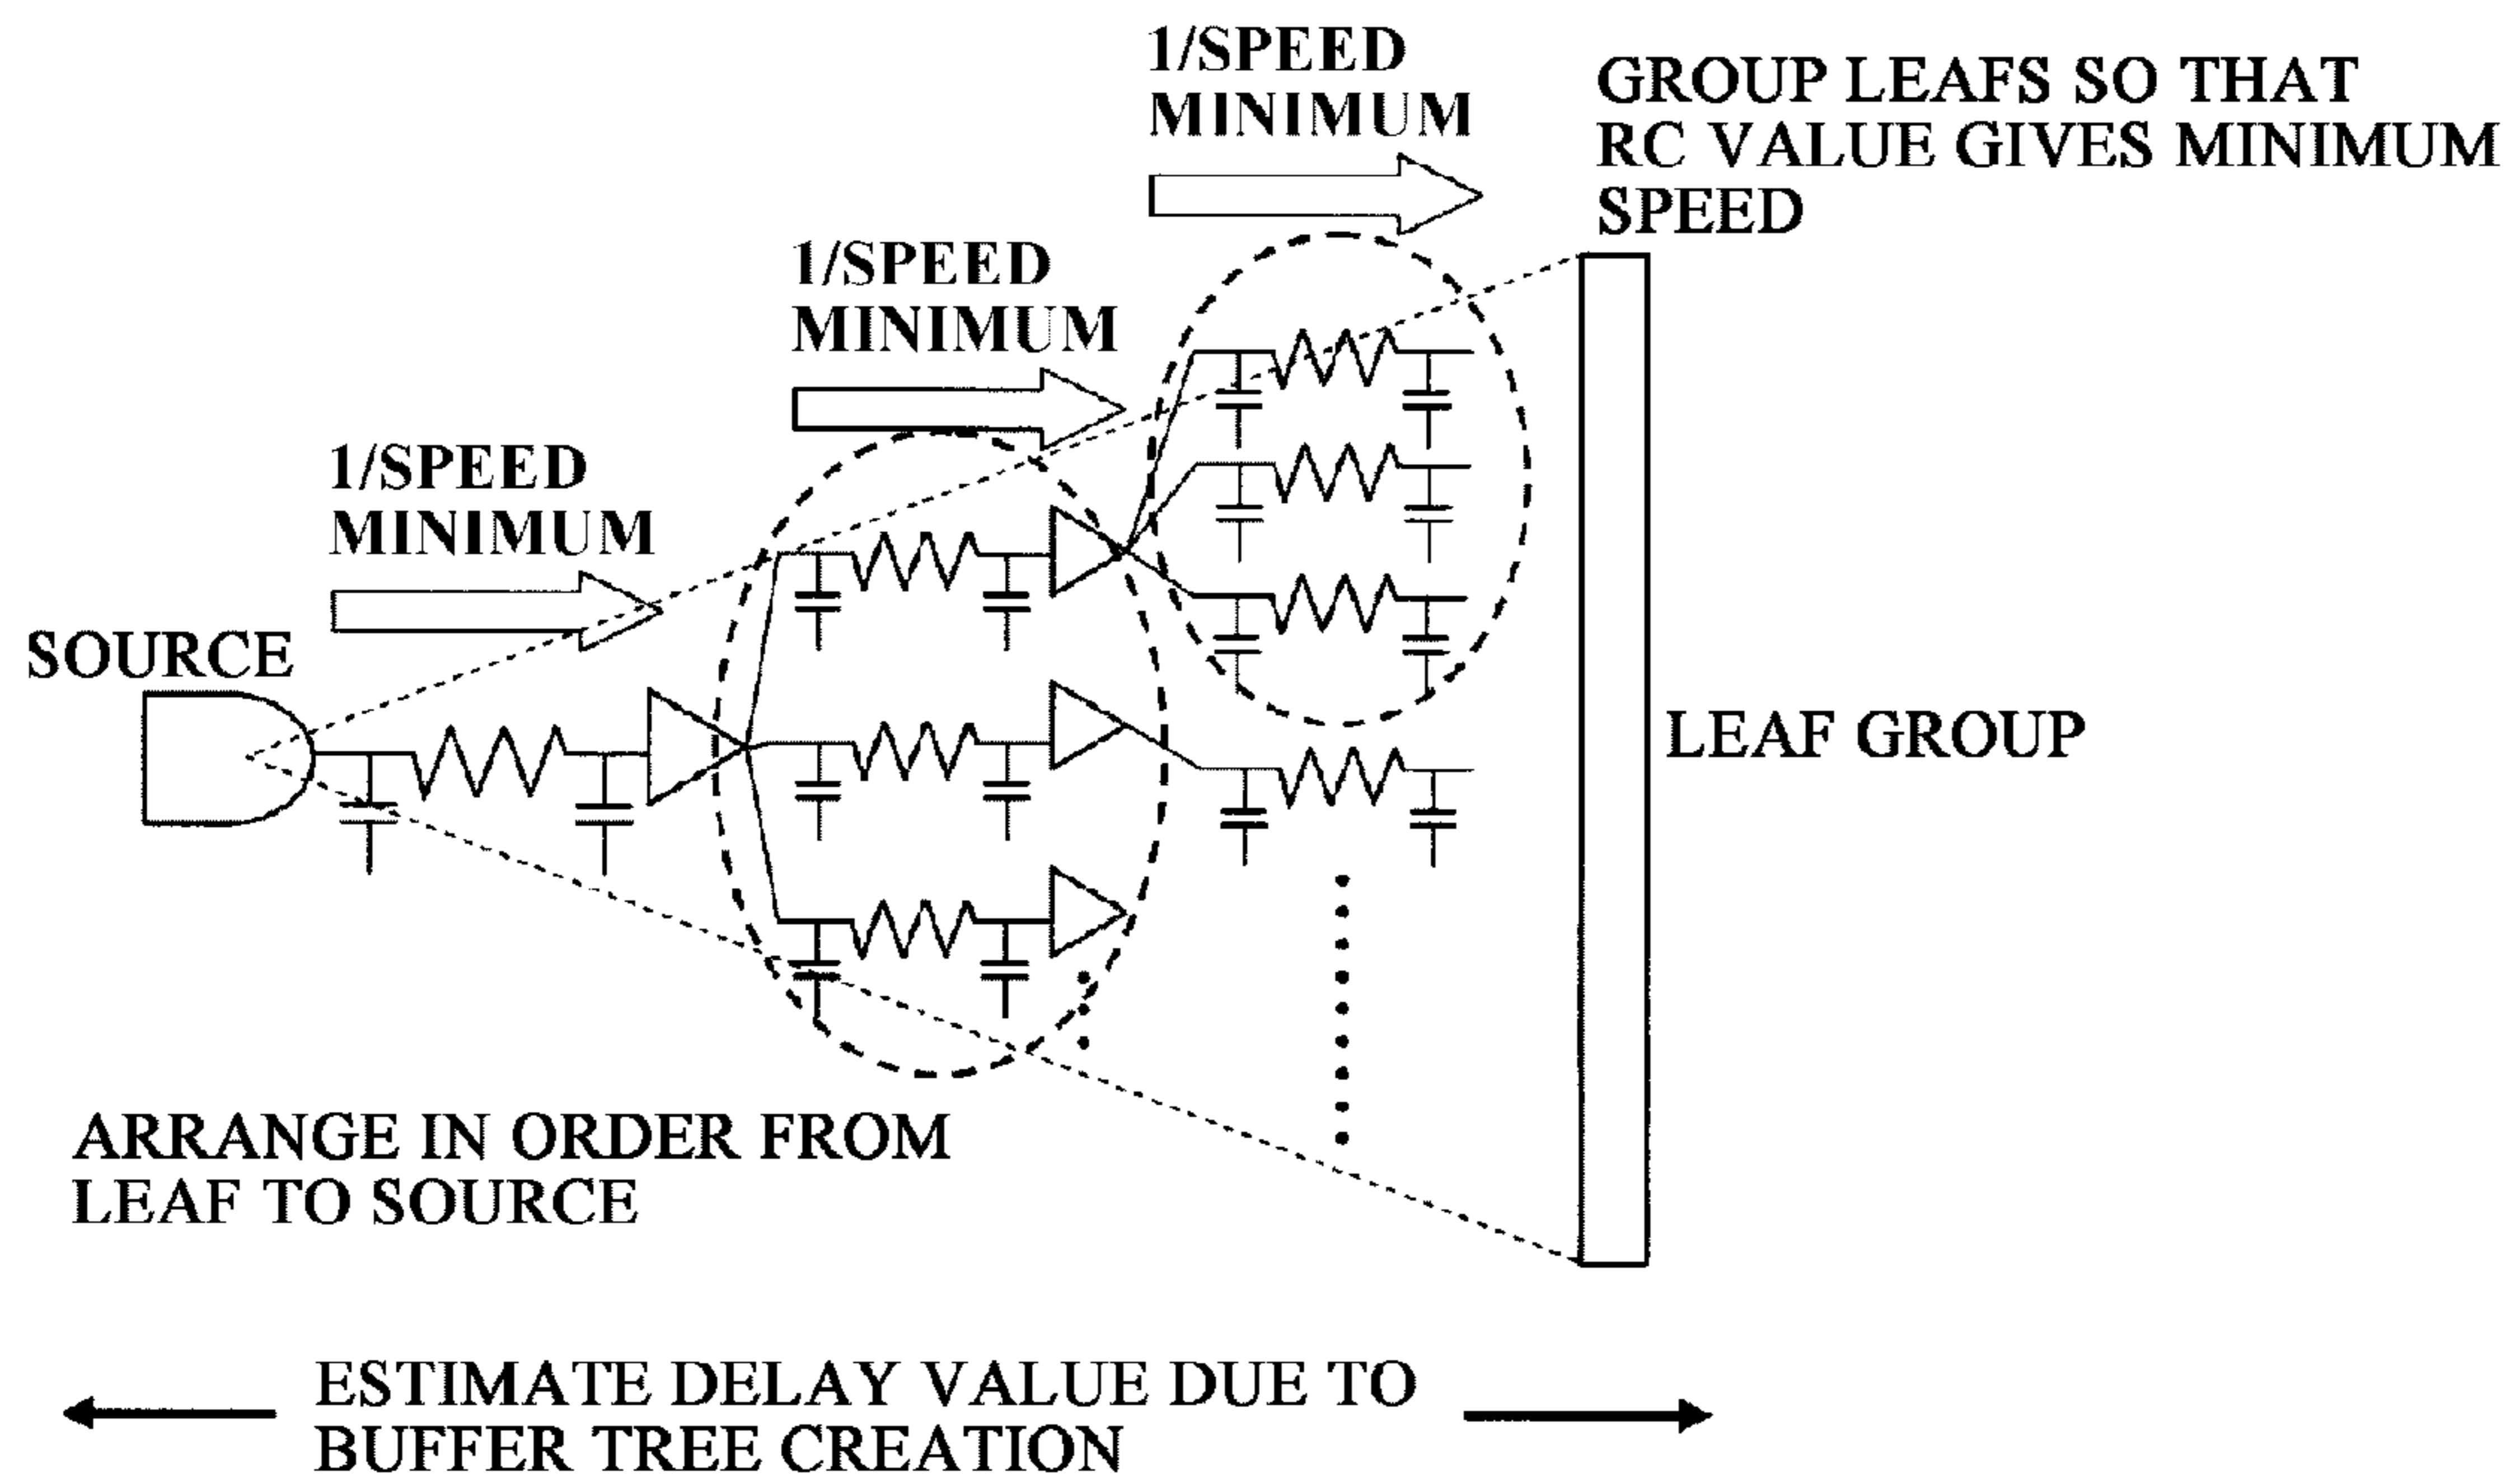 1/SPEED
MINIMUM
GROUP LEAFS SO THAT
RC VALUE GIVES MINIMUM
SPEED
1/SPEED
MINIMUM
1/SPEED
MINIMUM
SOURCE
LEAF GROUP
ARRANGE IN ORDER FROM
LEAF TO SOURCE
ESTIMATE DELAY VALUE DUE TO
BUFFER TREE CREATION